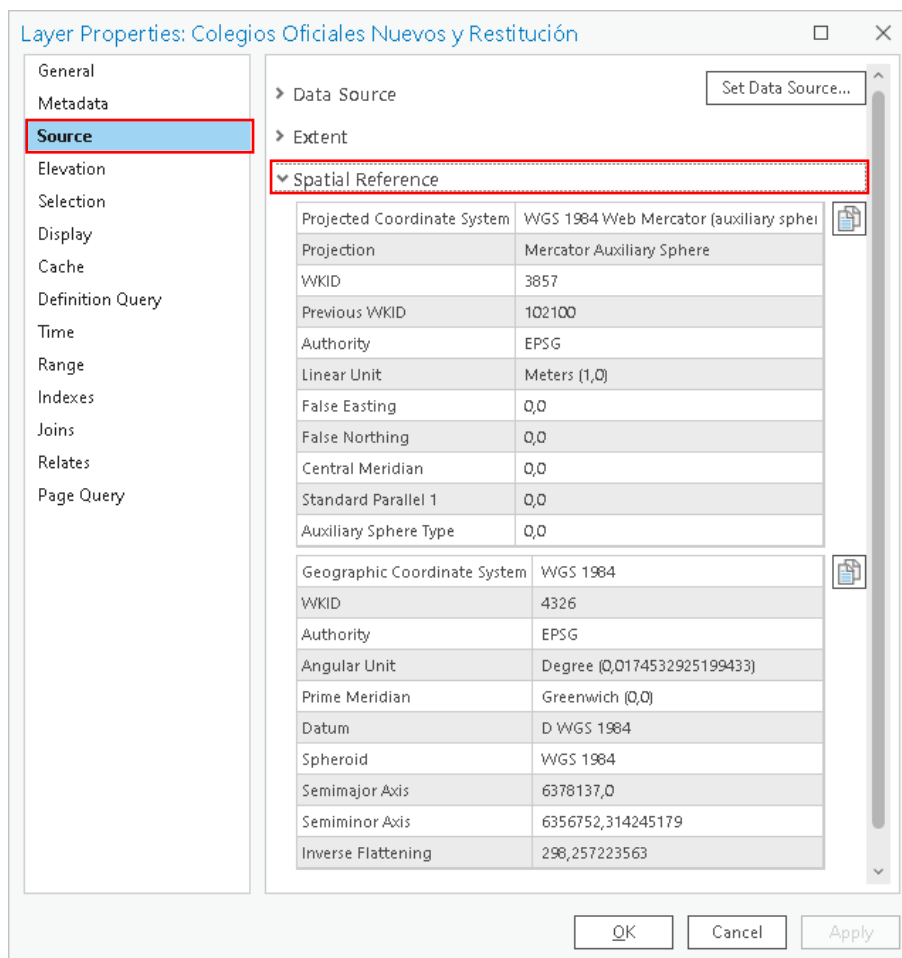 Layer Properties: Colegios Oficiales Nuevos y Restitución
General
Metadata
Source
Elevation
Selection
Display
Cache
Definition Query
Time
Range
Indexes
Joins
Relates
Page Query
Set Data Source...
Data Source
Extent
Spatial Reference
Projected Coordinate System WGS 1984 Web Mercator (auxiliary spher
Projection Mercator Auxiliary Sphere
WKID 3857
Previous WKID 102100
Authority EPSG
Linear Unit Meters (1,0)
False Easting 0,0
False Northing 0,0
Central Meridian 0,0
Standard Parallel 1 0,0
Auxiliary Sphere Type 0,0
Geographic Coordinate System WGS 1984
WKID 4326
Authority EPSG
Angular Unit Degree (0,0174532925199433)
Prime Meridian Greenwich (0,0)
Datum D WGS 1984
Spheroid WGS 1984
Semimajor Axis 6378137,0
Semiminor Axis 6356752,314245179
Inverse Flattening 298,257223563
OK Cancel Apply